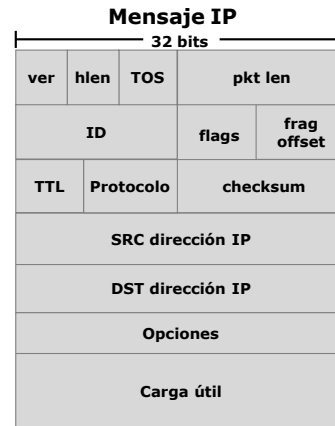 Mensaje IP
32 bits
ver hlen TOS pkt len
ID flags frag
offset
TTL Protocolo checksum
SRC dirección IP
DST dirección IP
Opciones
Carga útil